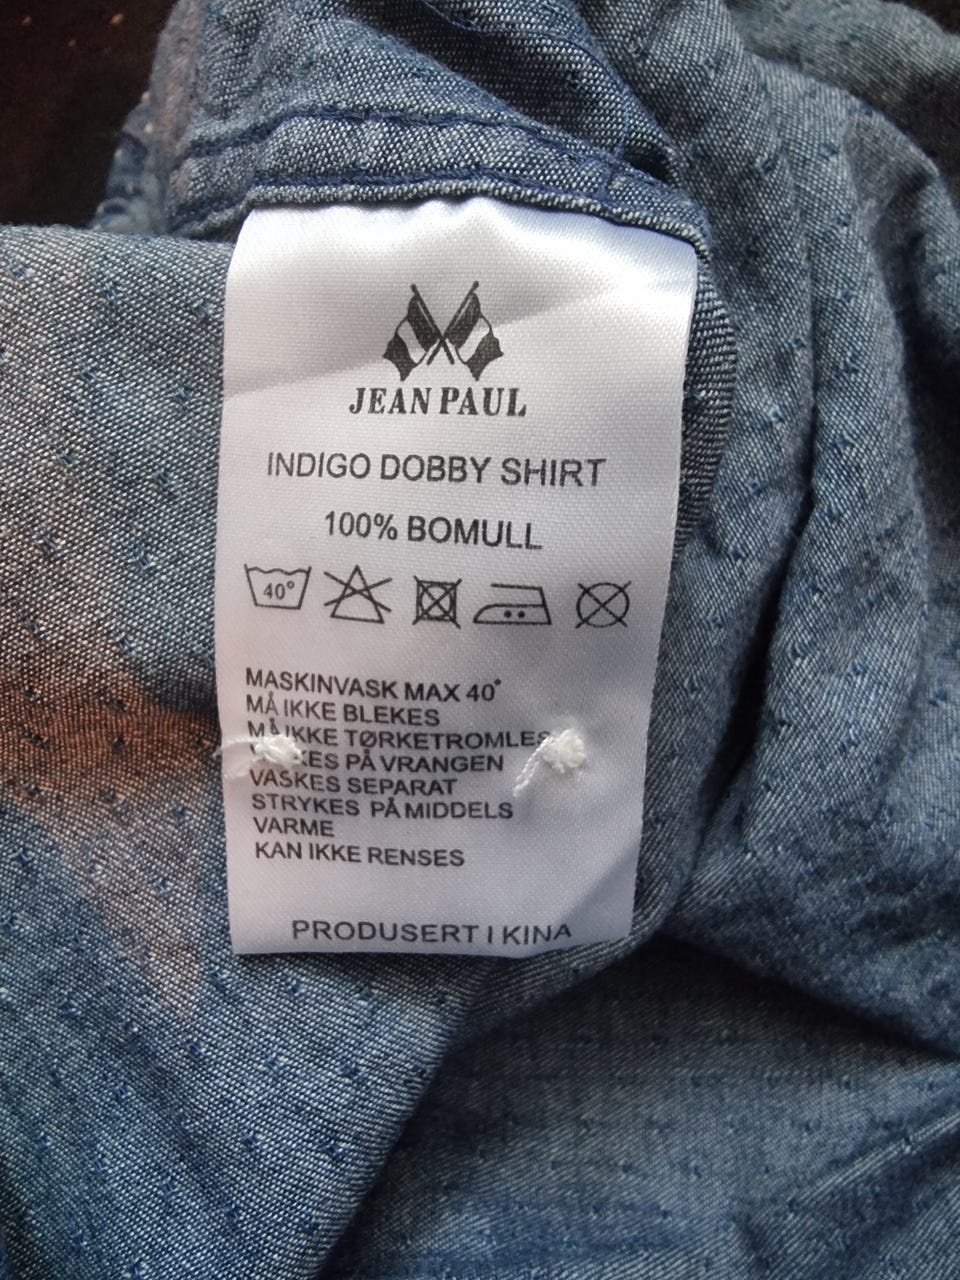 JEAN PAUL
INDIGO DOBBY SHIRT
100% BOMULL
40°
MASKINVASK MAX 40°
MÅ IKKE BLEKES
MÅ IKKE TØRKETROMLES
PÅ VRANGEN
VASKES SEPARAT
STRYKES PÅ MIDDELS
VARME
KAN IKKE RENSES
PRODUSERT I KINA